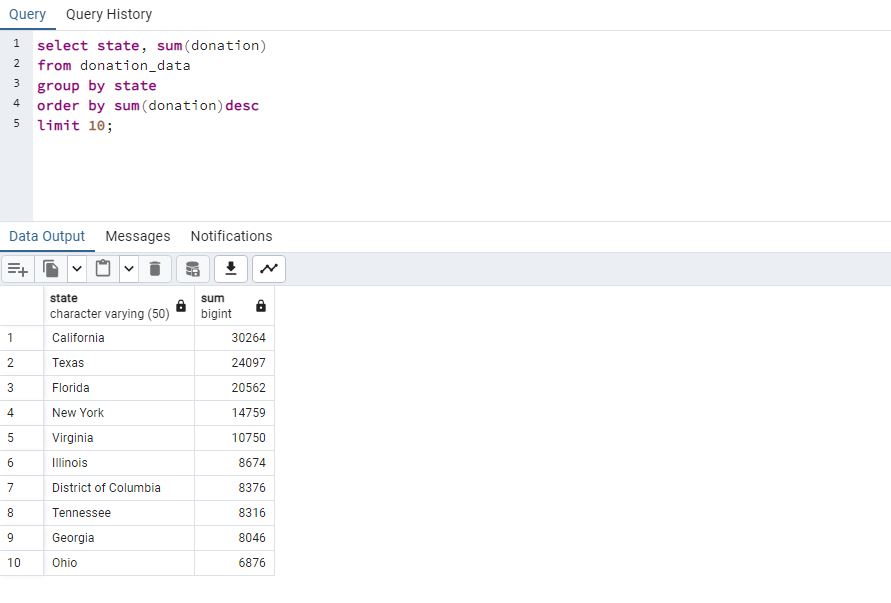 Query Query History
1 select state, sum(donation)
2 from donation_data
3 group by state
4 order by sum(donation)desc
5 limit 10;
Data Output Messages Notifications
state sum
character varying (50) bigint
1 California 30264
2 Texas 24097
3 Florida 20562
4 New York 14759
5 Virginia 10750
6 Illinois 8674
7 District of Columbia 8376
8 Tennessee 8316
9 Georgia 8046
10 Ohio 6876